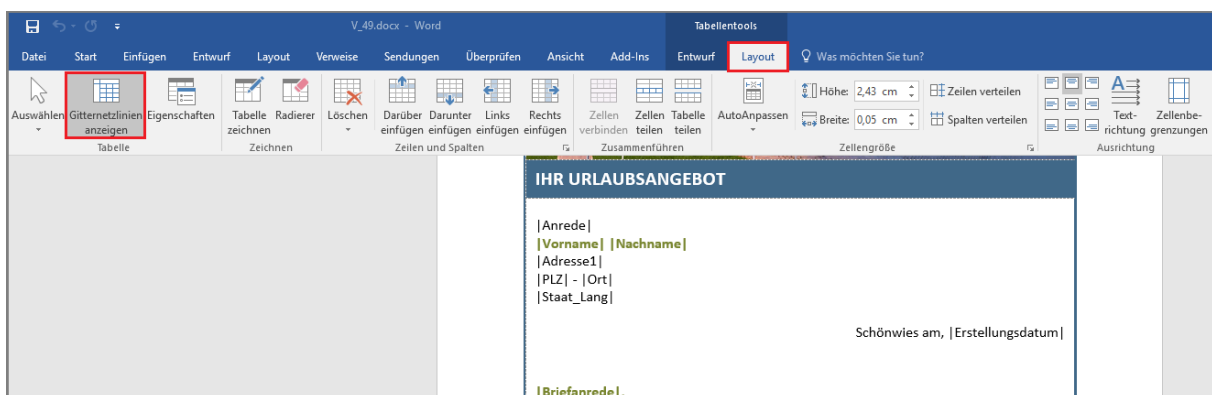 V_49.docx - Word
Tabellentools
Datei Start Einfügen Entwurf Layout Verweise Sendungen Überprüfen Ansicht Add-Ins Entwurf Layout Was möchten Sie tun?
Auswählen
Gitternetzlinien
anzeigen
Eigenschaften
Tabelle
zeichnen
Radierer
Löschen
Darüber
einfügen
Darunter
einfügen
Links
einfügen
Rechts
einfügen
Zellen
verbinden
Zellen
teilen
Tabelle
teilen
AutoAnpassen
Höhe: 2,43 cm
Breite: 0,05 cm
Zeilen verteilen
Spalten verteilen
Text-
richtung
Zellenbe-
grenzungen
Tabelle
Zeichnen
Zeilen und Spalten
Zusammenführen
Zellengröße
Ausrichtung
IHR URLAUBSANGEBOT
|Anrede|
|Vorname| |Nachname|
|Adresse1|
|PLZ| - |Ort|
|Staat_Lang|
Schönwies am, |Erstellungsdatum|
|Briefanrede|,